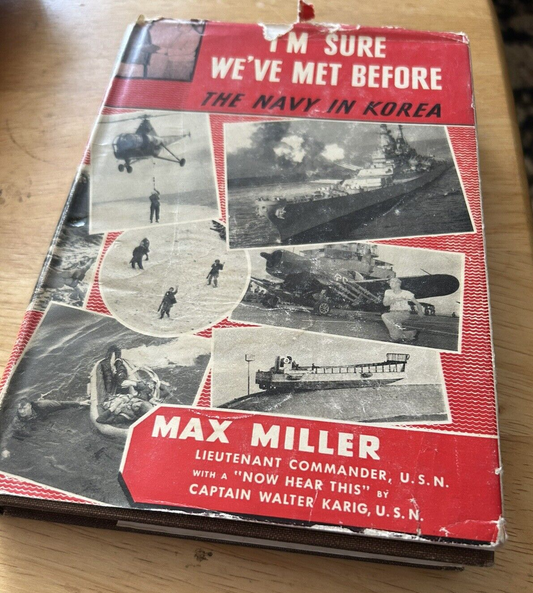 I'M SURE
WE'VE MET BEFORE
THE NAVY IN KOREA
MAX MILLER
LIEUTENANT COMMANDER, U.S.N.
WITH A "NOW HEAR THIS" BY
CAPTAIN WALTER KARIG, U.S.N.